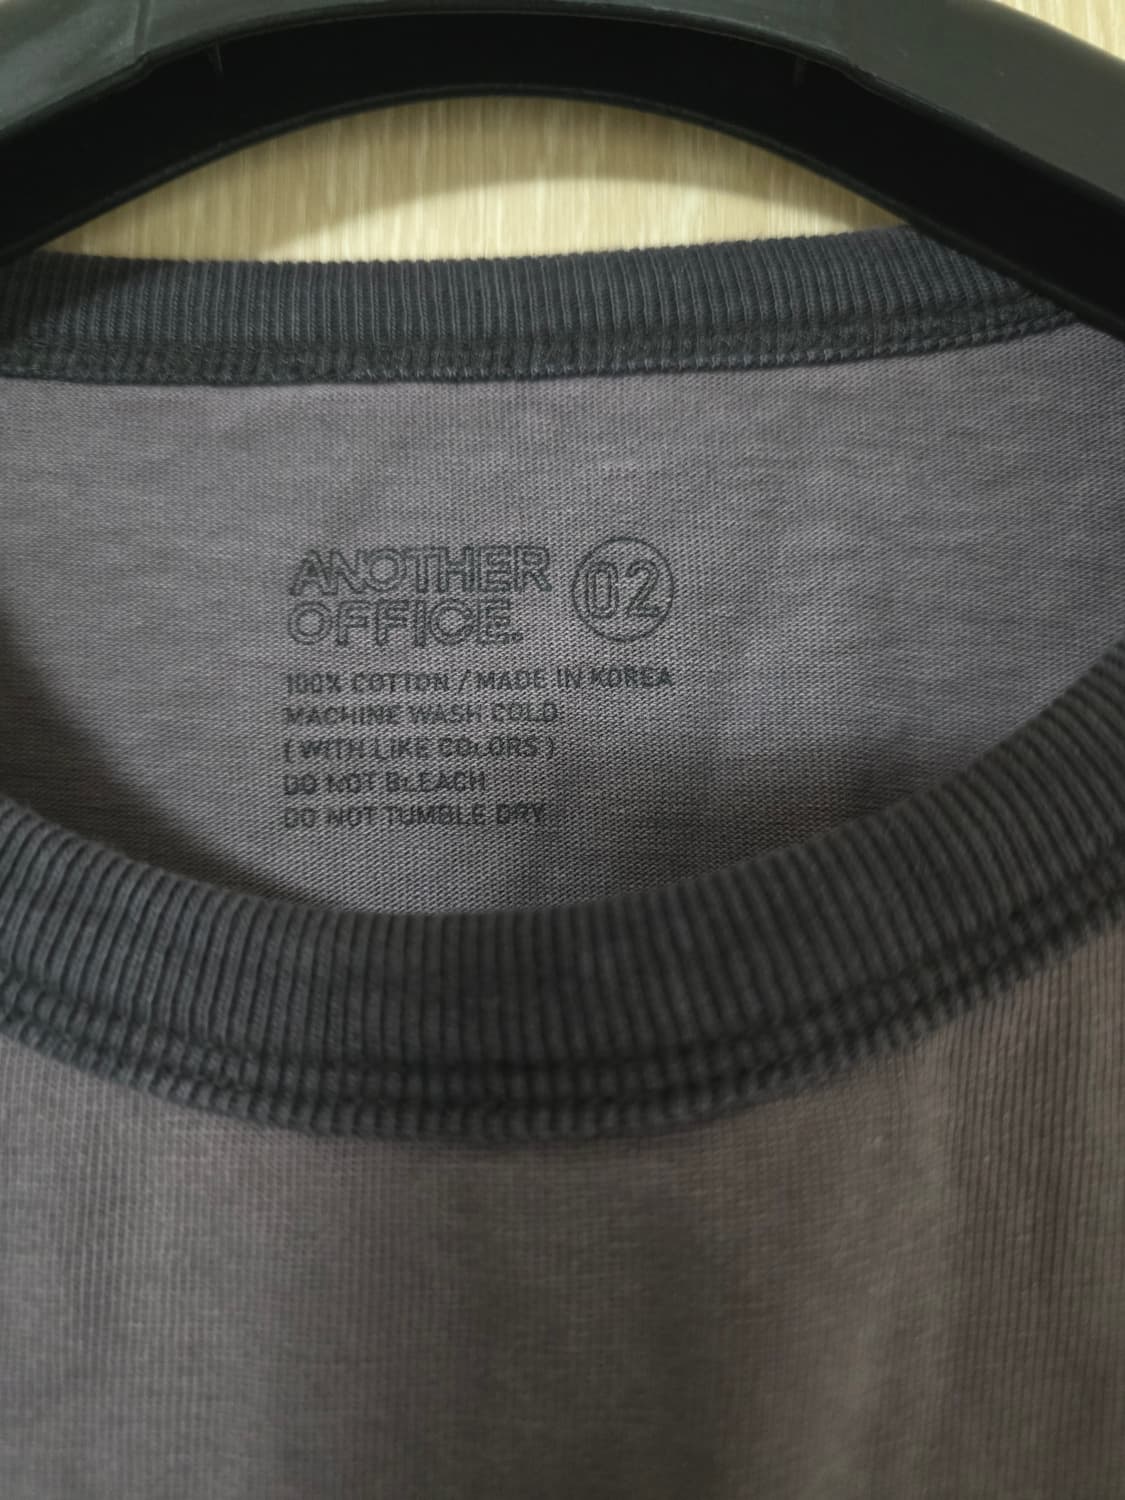 ANOTHER
OFFICE. 02
100% COTTON / MADE IN KOREA
MACHINE WASH COLD
( WITH LIKE COLORS )
DO NOT BLEACH
DO NOT TUMBLE DRY